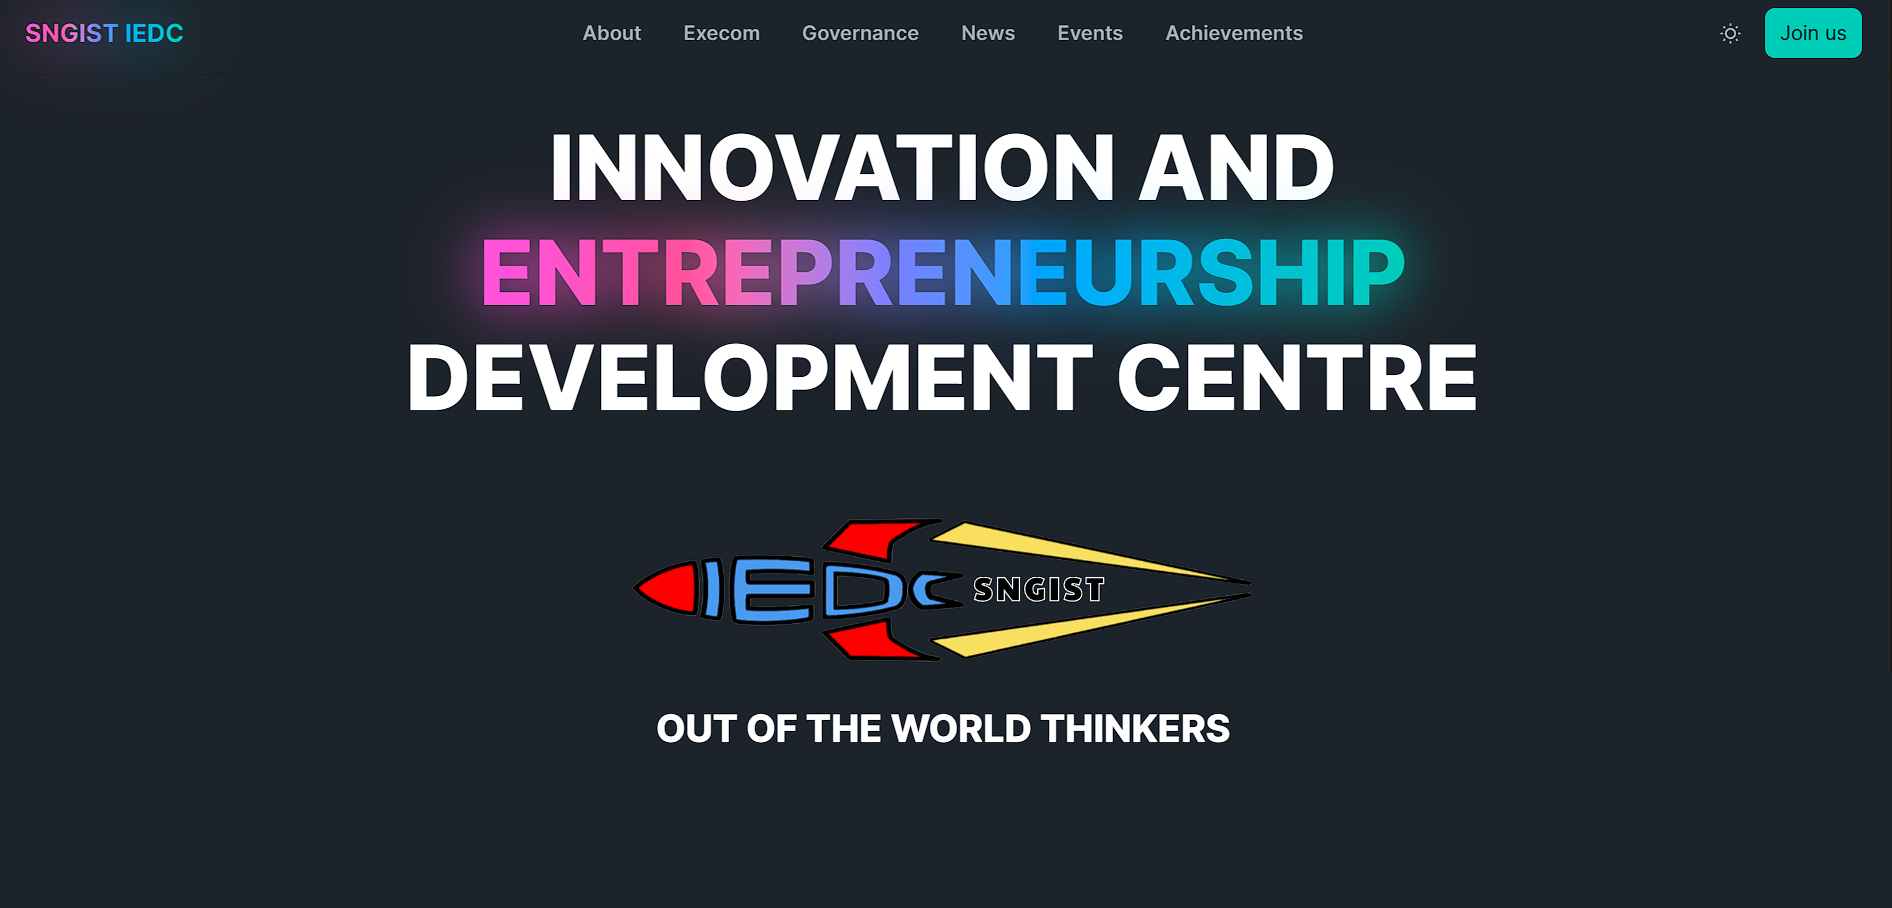 SNGIST IEDC
About
Execom
Governance
News
Events
Achievements
Join us
INNOVATION AND
ENTREPRENEURSHIP
DEVELOPMENT CENTRE
IEDC SNGIST
OUT OF THE WORLD THINKERS